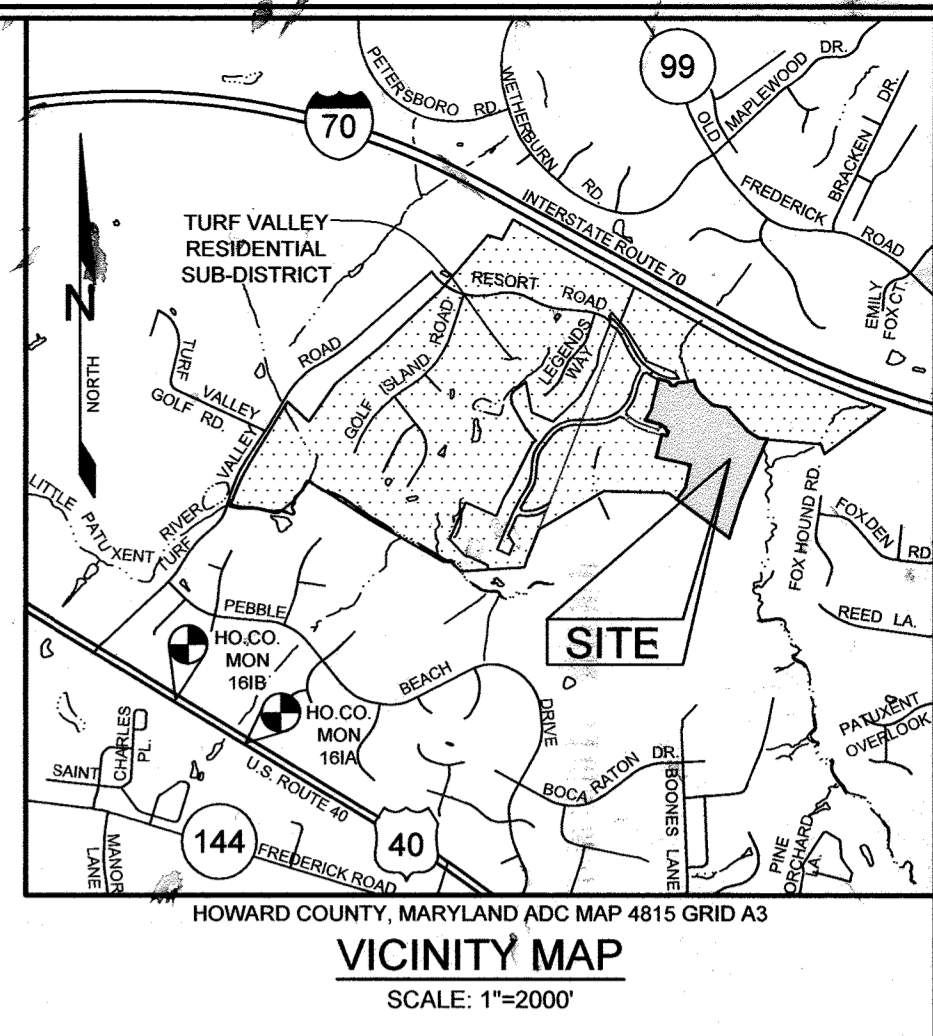 PETERSBORO RD.
WETHERBURN RD.
99
OLD FREDERICK ROAD
MAPLEWOOD DR.
BRACKEN DR.
70
INTERSTATE ROUTE 70
TURF VALLEY
RESIDENTIAL
SUB-DISTRICT
RESORT ROAD
EMILY
FOX CT.
N
NORTH
ROAD
GOLF ISLAND ROAD
LEGENDS
WAY
TURF VALLEY
GOLF RD.
VALLEY
TURF
LITTLE PATUXENT RIVER
FOX HOUND RD.
FOX DEN RD.
REED LA.
SITE
PEBBLE BEACH DRIVE
HO.CO.
MON
16IB
HO.CO.
MON
16IA
PATUXENT
OVERLOOK
SAINT
CHARLES
PL.
U.S. ROUTE 40
BOCA RATON DR.
BOONES LANE
PINE
ORCHARD
LA.
MANOR
LANE
144
FREDERICK ROAD
40
HOWARD COUNTY, MARYLAND ADC MAP 4815 GRID A3
VICINITY MAP
SCALE: 1"=2000'